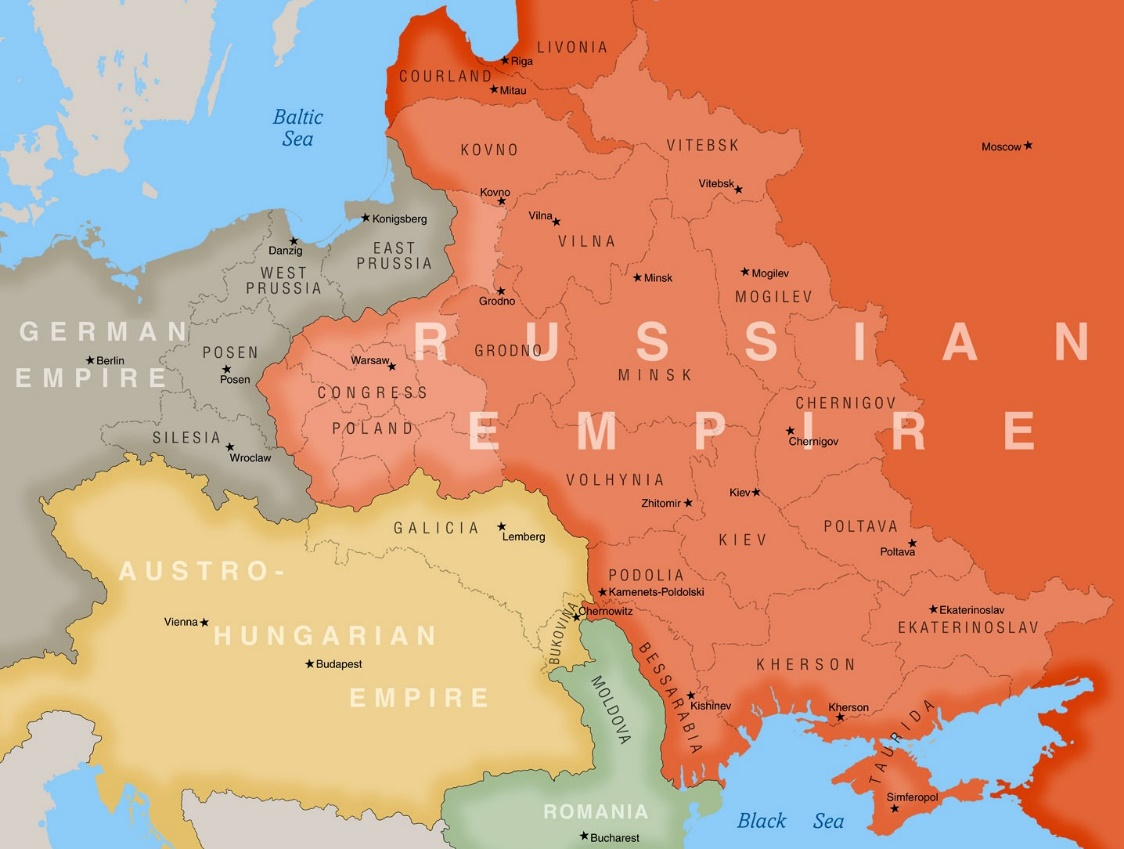 LIVONIA
Riga
COURLAND
Mitau
Baltic
Sea
KOVNO
VITEBSK
Moscow
Vitebsk
Kovno
Vilna
Konigsberg
VILNA
Danzig
EAST
PRUSSIA
WEST
PRUSSIA
Minsk
Mogilev
MOGILEV
Grodno
GERMAN
EMPIRE
RUSSIAN
EMPIRE
POSEN
Posen
Berlin
Warsaw
GRODNO
MINSK
CONGRESS
POLAND
CHERNIGOV
Chernigov
SILESIA
Wroclaw
VOLHYNIA
Zhitomir
Kiev
KIEV
GALICIA
Lemberg
POLTAVA
Poltava
AUSTRO-
HUNGARIAN
EMPIRE
PODOLIA
Kamenets-Poldolski
Chernowitz
BUKOVINA
Ekaterinoslav
EKATERINOSLAV
Vienna
Budapest
BESSARABIA
KHERSON
MOLDOVA
Kishinev
Kherson
TAURIDA
Simferopol
ROMANIA
Bucharest
Black Sea